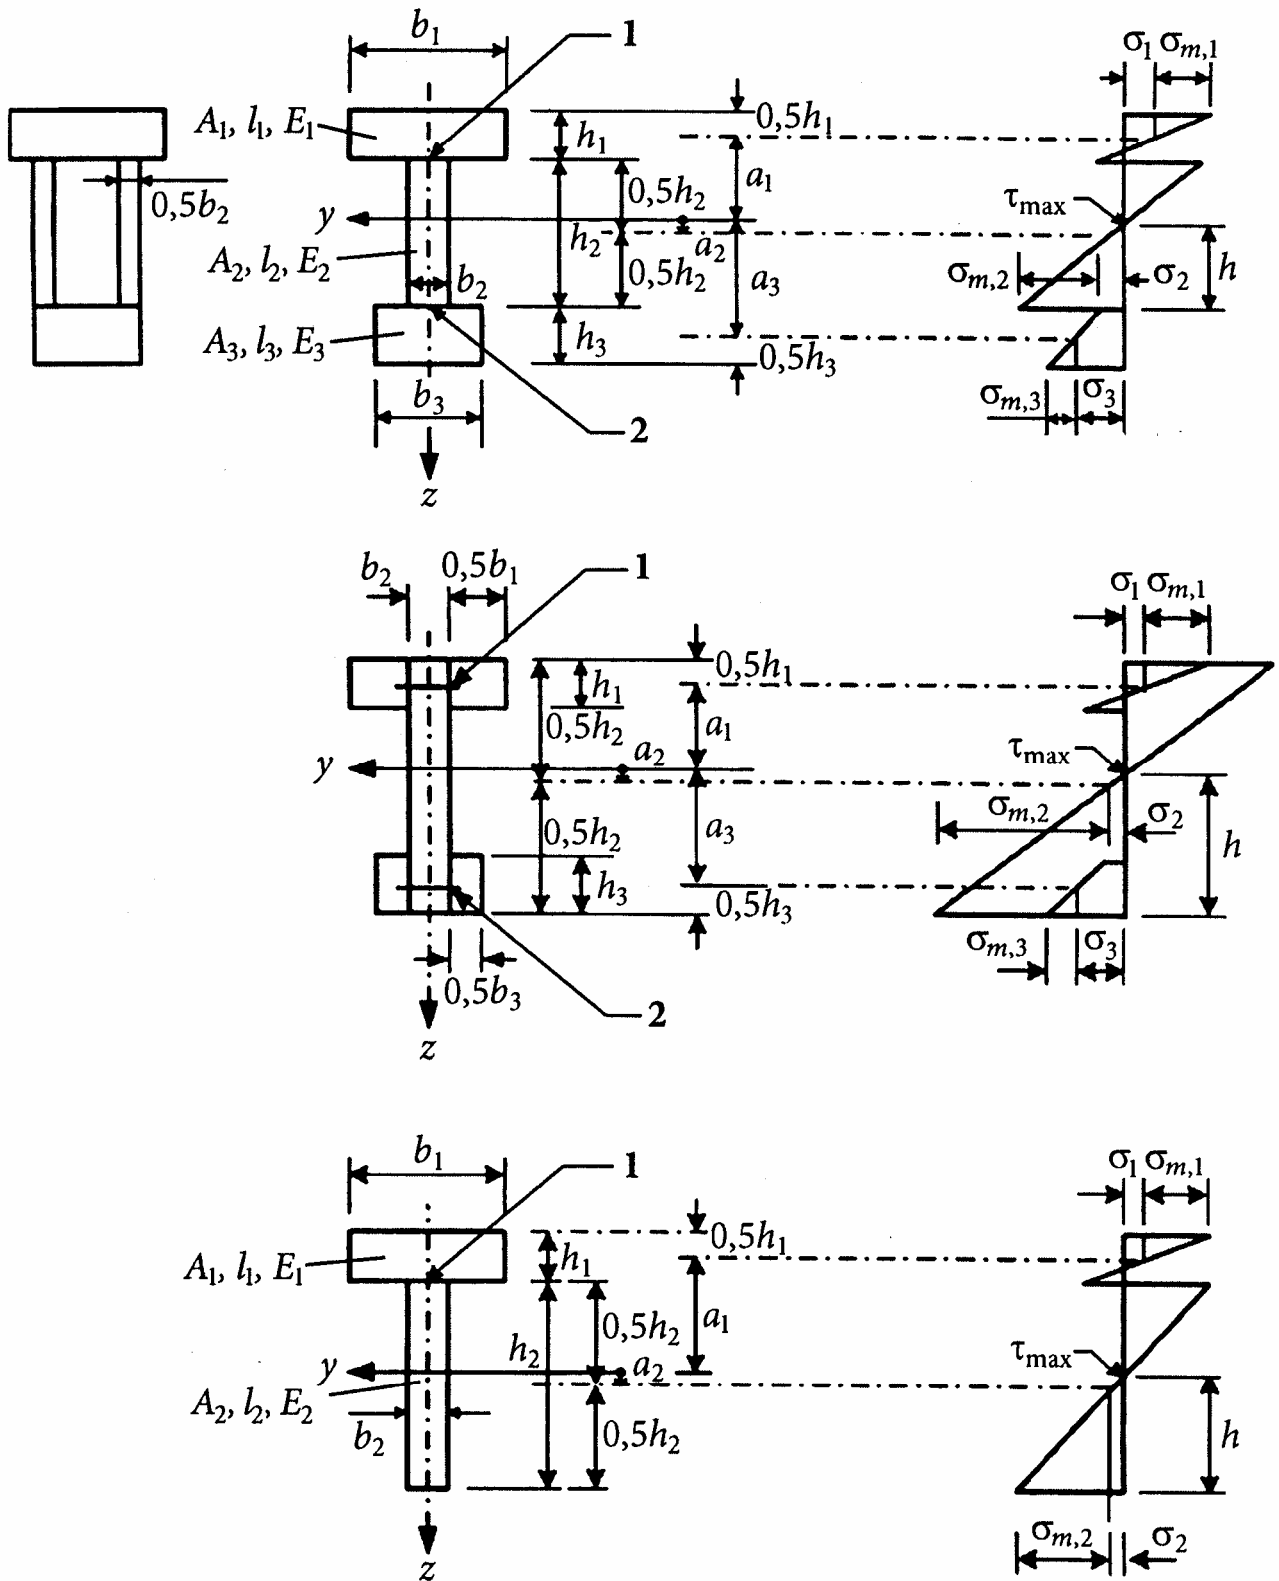 b₁
1
σ₁ σₘ,₁
A₁, l₁, E₁
h₁
0,5h₁
0,5b₂
0,5h₂
a₁
y
h₂
a₂
τmax
A₂, l₂, E₂
b₂
0,5h₂
a₃
σₘ,₂
σ₂
h
A₃, l₃, E₃
h₃
0,5h₃
b₃
2
σₘ,₃
σ₃
z
b₂
0,5b₁
1
σ₁ σₘ,₁
0,5h₁
h₁
0,5h₂
a₁
y
a₂
τmax
0,5h₂
a₃
σₘ,₂
σ₂
h
h₃
0,5h₃
σₘ,₃
σ₃
0,5b₃
2
z
b₁
1
σ₁ σₘ,₁
A₁, l₁, E₁
h₁
0,5h₁
0,5h₂
a₁
h₂
y
a₂
τmax
A₂, l₂, E₂
b₂
0,5h₂
h
σₘ,₂
σ₂
z